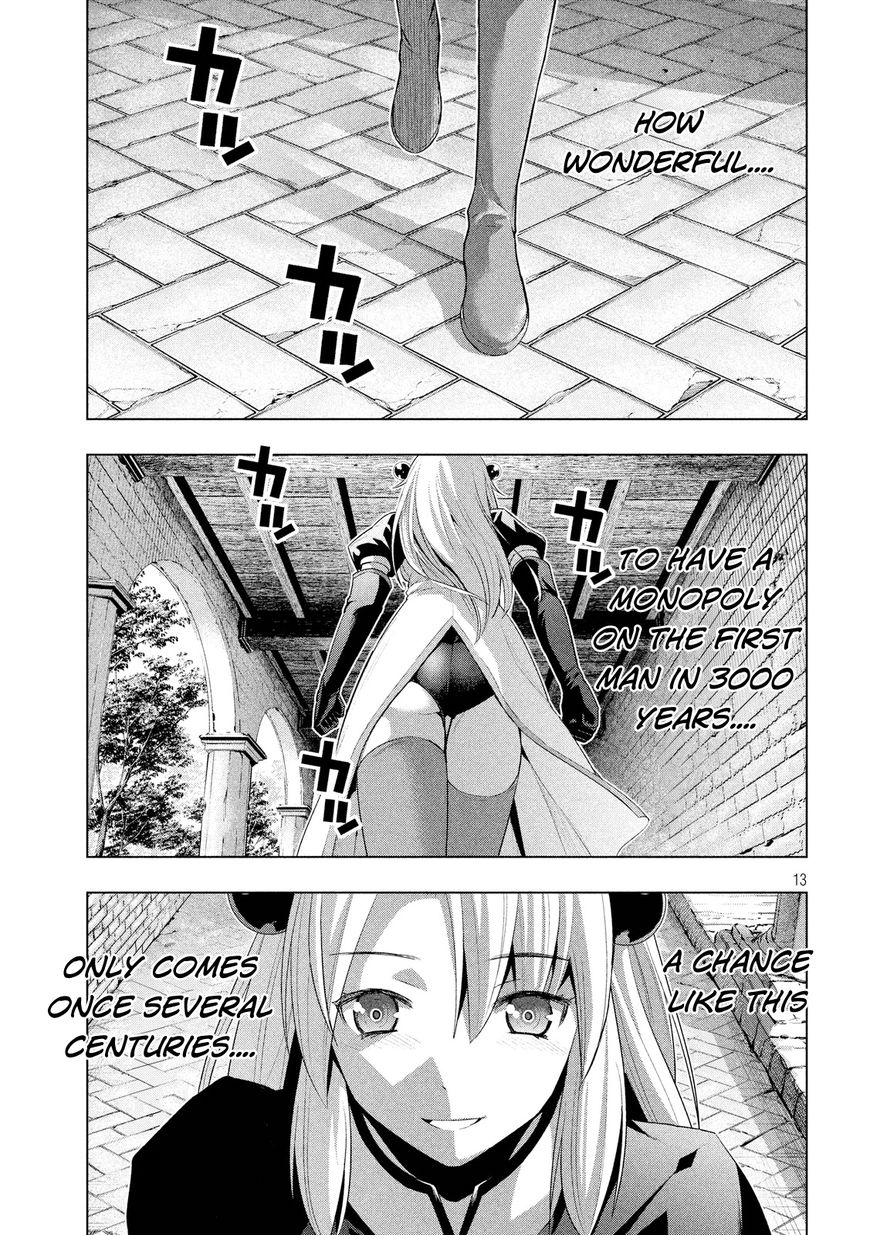 HOW
WONDERFUL....
カッ
カッ
カッ
カッ
TO HAVE A
MONOPOLY
ON THE FIRST
MAN IN 3000
YEARS....
カッ
13
A CHANCE
LIKE THIS
ONLY COMES
ONCE SEVERAL
CENTURIES....